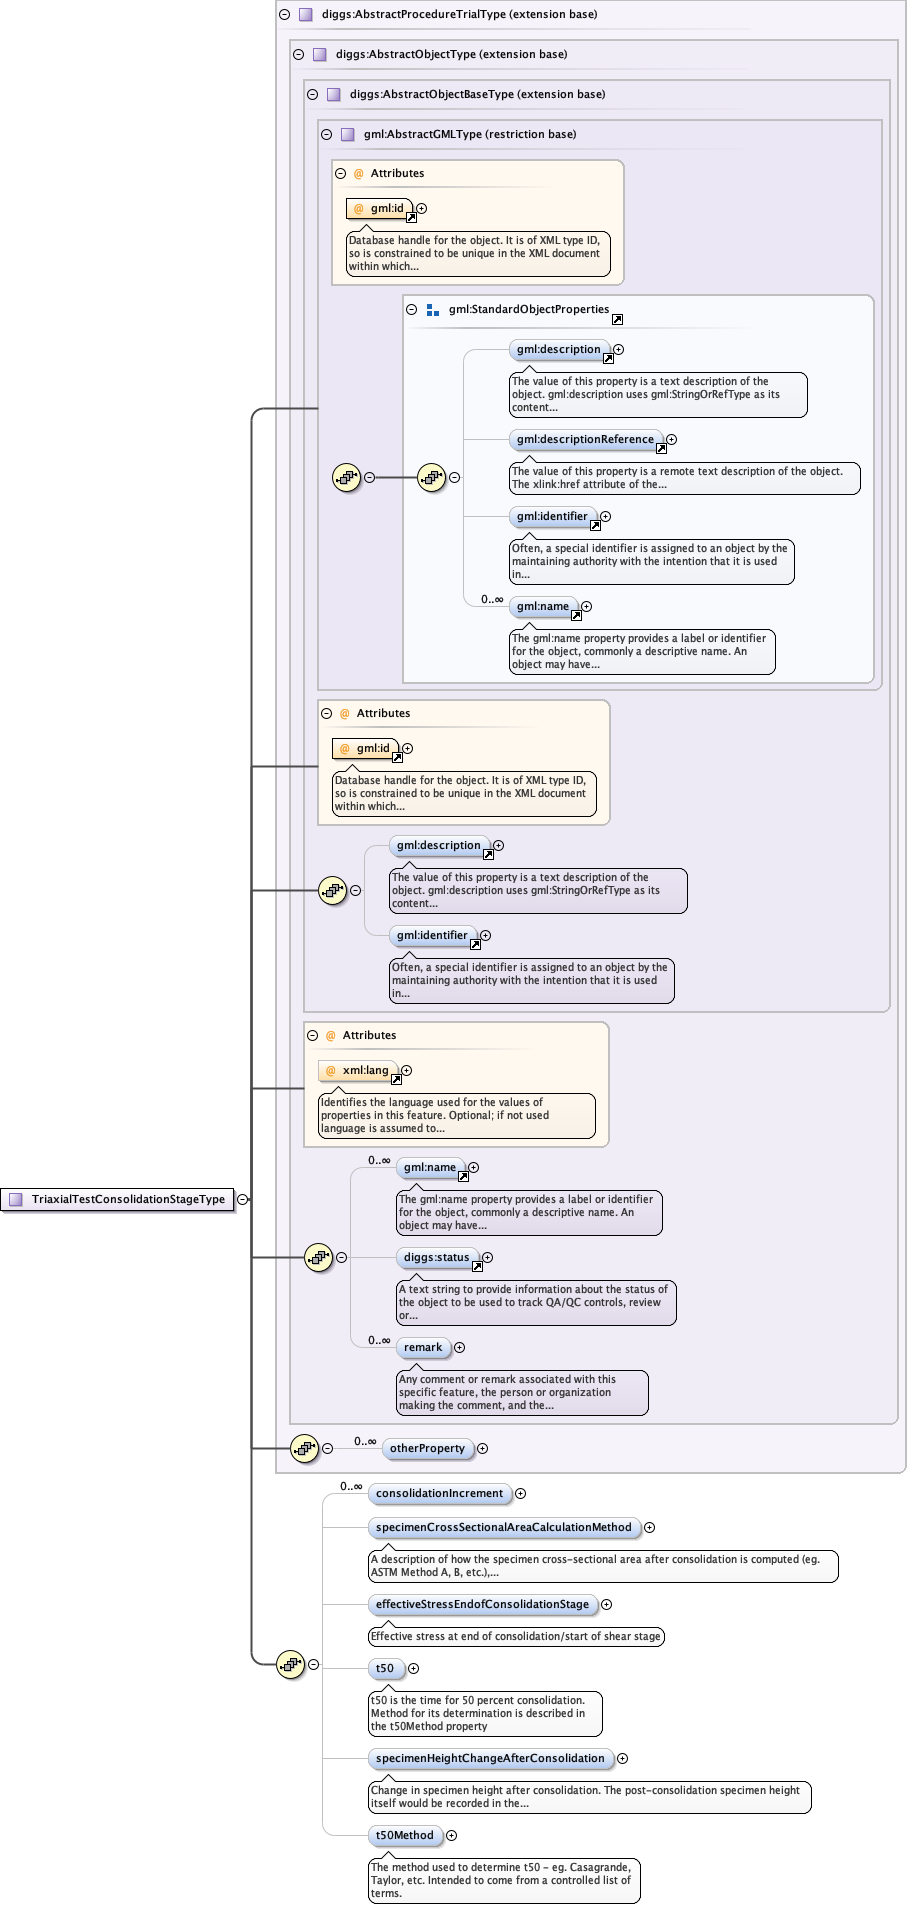 diggs:AbstractProcedureTrialType (extension base)
diggs:AbstractObjectType (extension base)
diggs:AbstractObjectBaseType (extension base)
gml:AbstractGMLType (restriction base)
@ Attributes
@ gml:id
Database handle for the object. It is of XML type ID,
so is constrained to be unique in the XML document
within which...
gml:StandardObjectProperties
gml:description
The value of this property is a text description of the
object. gml:description uses gml:StringOrRefType as its
content...
gml:descriptionReference
The value of this property is a remote text description of the object.
The xlink:href attribute of the...
gml:identifier
Often, a special identifier is assigned to an object by the
maintaining authority with the intention that it is used
in...
0..∞
gml:name
The gml:name property provides a label or identifier
for the object, commonly a descriptive name. An
object may have...
@ Attributes
@ gml:id
Database handle for the object. It is of XML type ID,
so is constrained to be unique in the XML document
within which...
gml:description
The value of this property is a text description of the
object. gml:description uses gml:StringOrRefType as its
content...
gml:identifier
Often, a special identifier is assigned to an object by the
maintaining authority with the intention that it is used
in...
@ Attributes
@ xml:lang
Identifies the language used for the values of
properties in this feature. Optional; if not used
language is assumed to...
0..∞
gml:name
The gml:name property provides a label or identifier
for the object, commonly a descriptive name. An
object may have...
TriaxialTestConsolidationStageType
diggs:status
A text string to provide information about the status of
the object to be used to track QA/QC controls, review
or...
0..∞
remark
Any comment or remark associated with this
specific feature, the person or organization
making the comment, and the...
0..∞
otherProperty
0..∞
consolidationIncrement
specimenCrossSectionalAreaCalculationMethod
A description of how the specimen cross-sectional area after consolidation is computed (eg.
ASTM Method A, B, etc.),...
effectiveStressEndofConsolidationStage
Effective stress at end of consolidation/start of shear stage
t50
t50 is the time for 50 percent consolidation.
Method for its determination is described in
the t50Method property
specimenHeightChangeAfterConsolidation
Change in specimen height after consolidation. The post-consolidation specimen height
itself would be recorded in the...
t50Method
The method used to determine t50 - eg. Casagrande,
Taylor, etc. Intended to come from a controlled list of
terms.